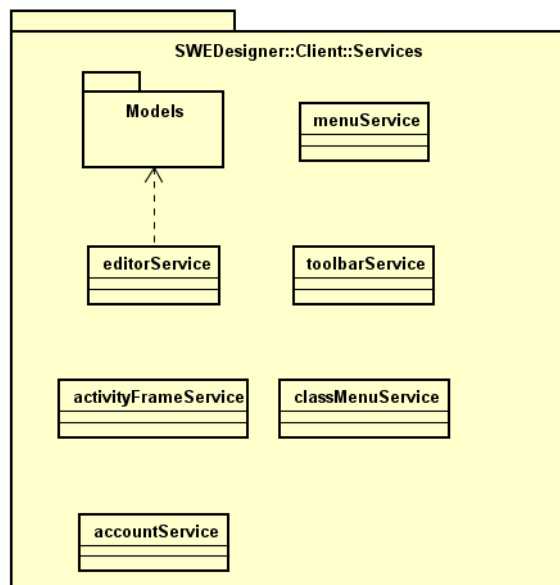 SWEDesigner::Client::Services
Models
menuService
editorService
toolbarService
activityFrameService
classMenuService
accountService